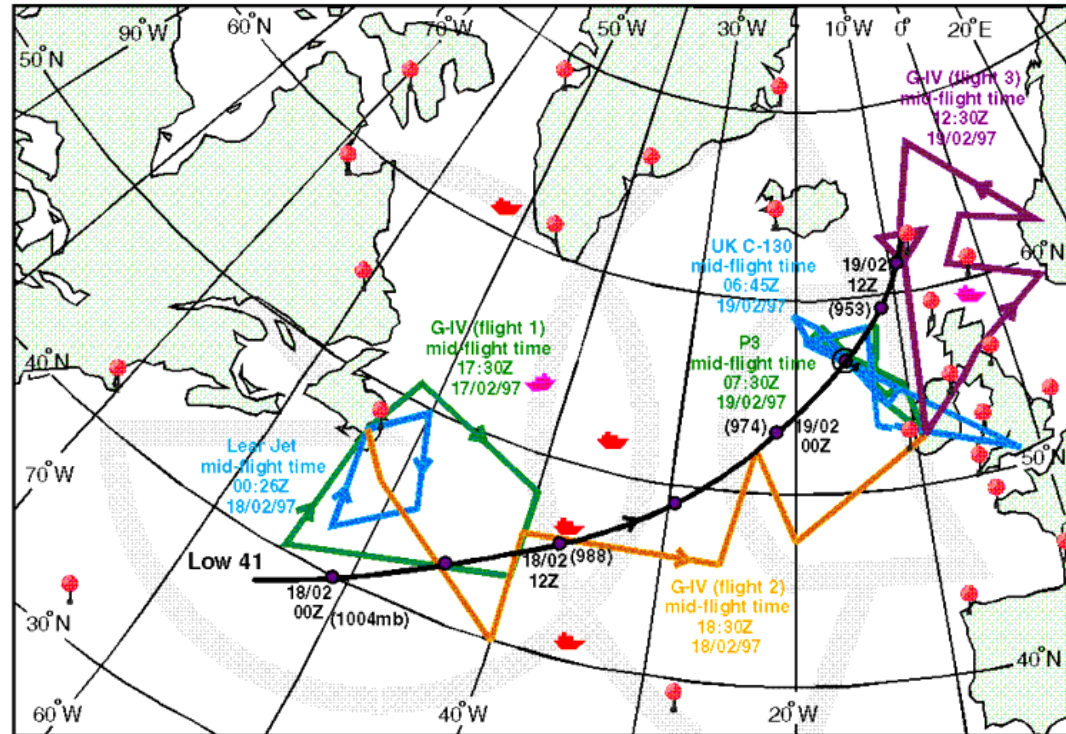 90°W
60°N
70°W
50°W
30°W
10°W
0°
20°E
50°N
G-IV (flight 3)
mid-flight time
12:30Z
19/02/97
UK C-130
mid-flight time
06:45Z
19/02/97
19/02
12Z
(953)
60°N
G-IV (flight 1)
mid-flight time
17:30Z
17/02/97
P3
mid-flight time
07:30Z
19/02/97
40°N
(974)
19/02
00Z
Lear Jet
mid-flight time
00:26Z
18/02/97
50°N
70°W
Low 41
18/02
12Z
(988)
18/02
00Z
(1004mb)
G-IV (flight 2)
mid-flight time
18:30Z
18/02/97
30°N
40°N
60°W
40°W
20°W